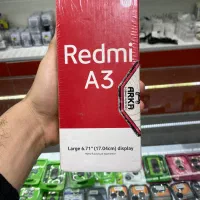 Redmi
A3
ARKA
Large 6.71" (17.04cm) display